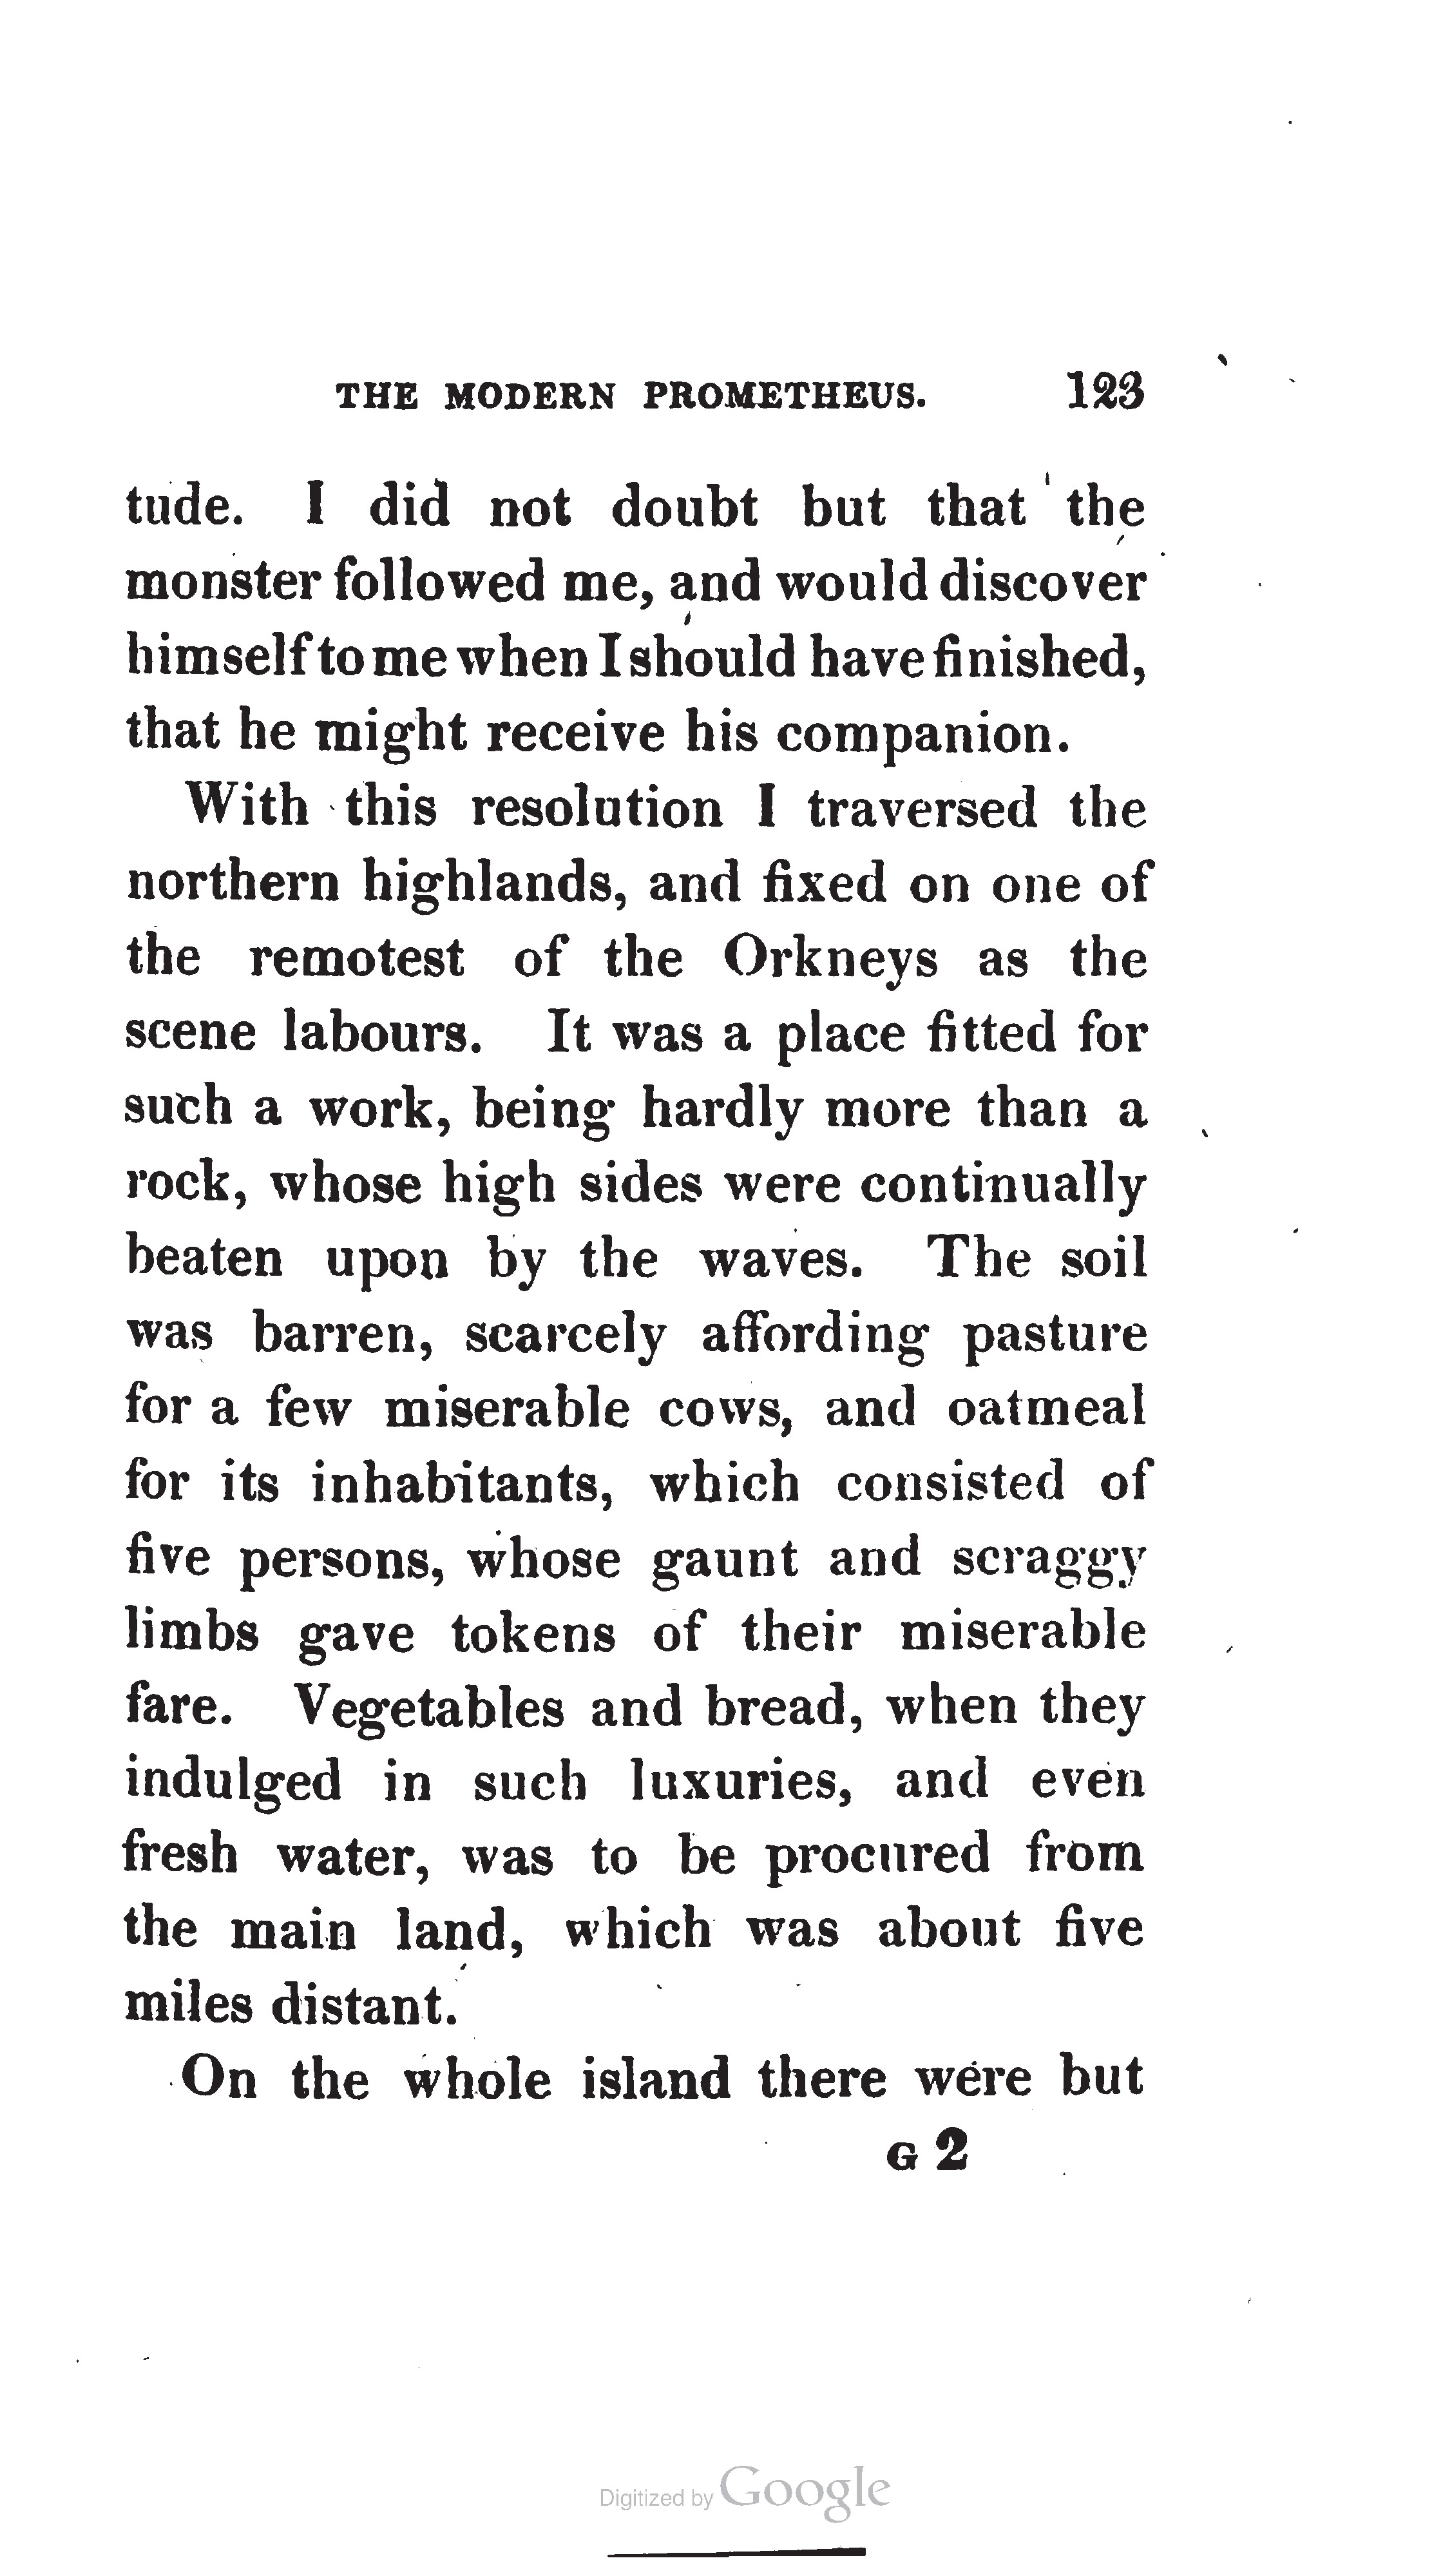 THE MODERN PROMETHEUS. 123
tude. I did not doubt but that the
monster followed me, and would discover
himself to me when I should have finished,
that he might receive his companion.
With this resolution I traversed the
northern highlands, and fixed on one of
the remotest of the Orkneys as the
scene labours. It was a place fitted for
such a work, being hardly more than a
rock, whose high sides were continually
beaten upon by the waves. The soil
was barren, scarcely affording pasture
for a few miserable cows, and oatmeal
for its inhabitants, which consisted of
five persons, whose gaunt and scraggy
limbs gave tokens of their miserable
fare. Vegetables and bread, when they
indulged in such luxuries, and even
fresh water, was to be procured from
the main land, which was about five
miles distant.
On the whole island there were but
G 2
Digitized by Google